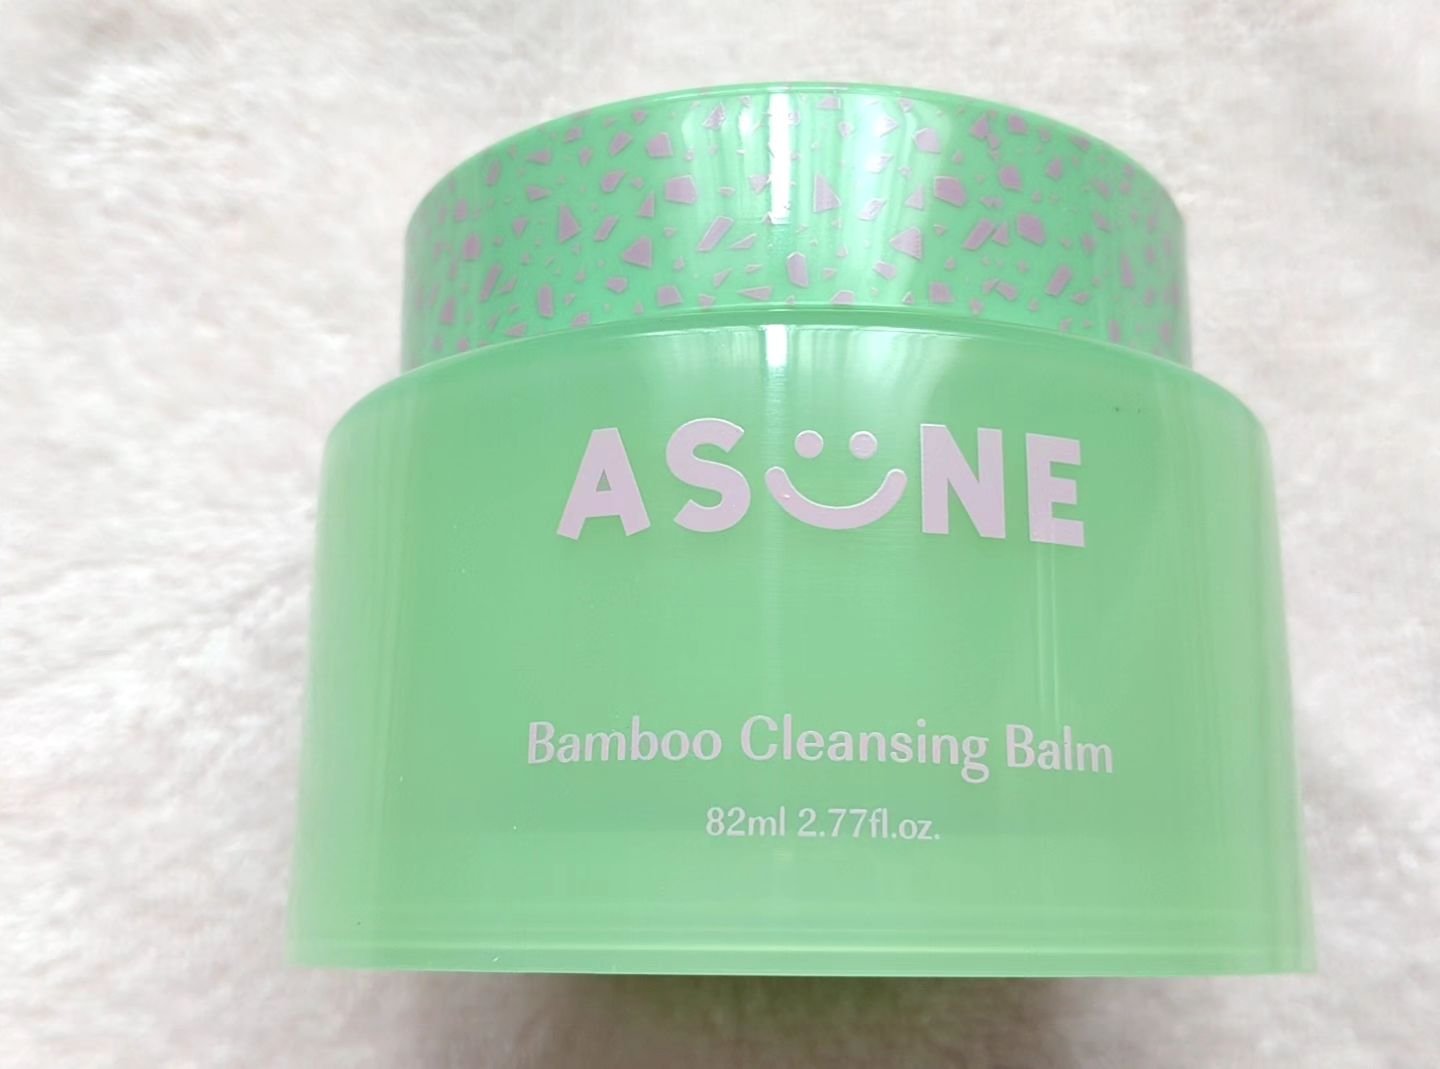 ASUNE
Bamboo Cleansing Balm
82ml 2.77fl.oz.